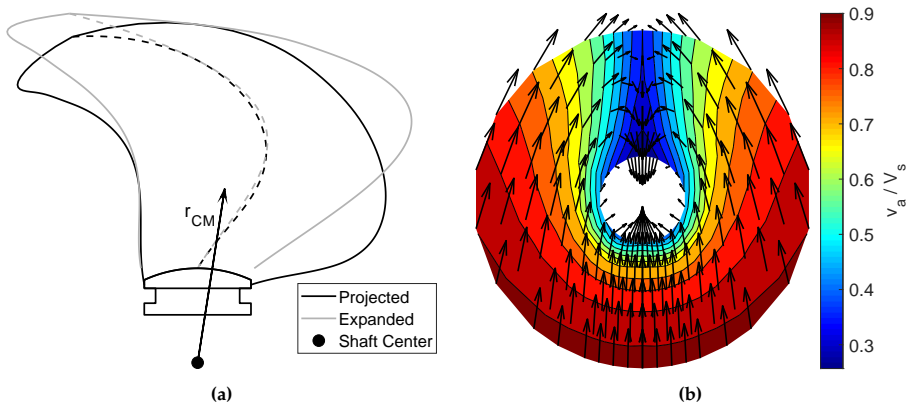 r_CM
Projected
Expanded
Shaft Center
(a)
0.9
0.8
0.7
0.6
0.5
0.4
0.3
v_a / V_s
(b)